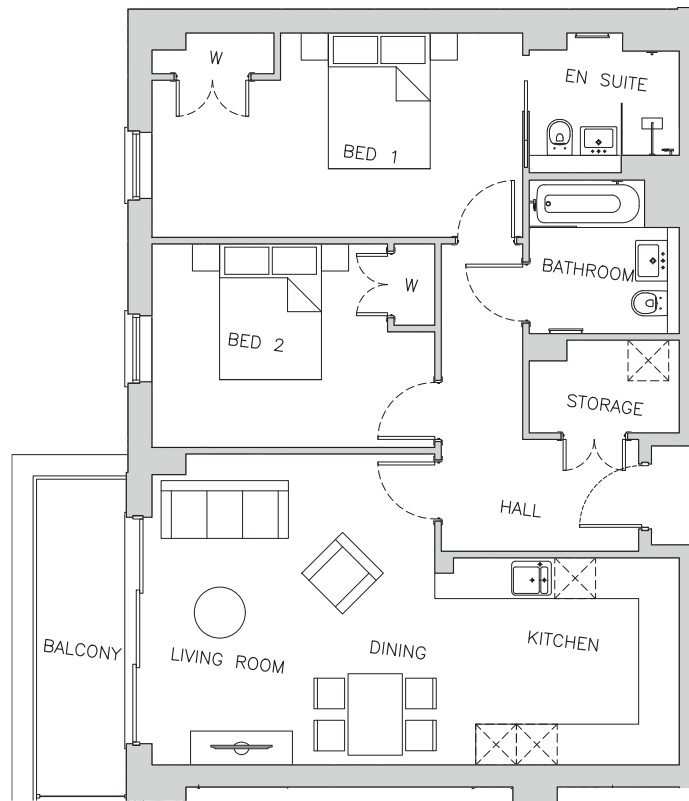 W
EN SUITE
BED 1
BATHROOM
W
BED 2
STORAGE
HALL
BALCONY
LIVING ROOM
DINING
KITCHEN